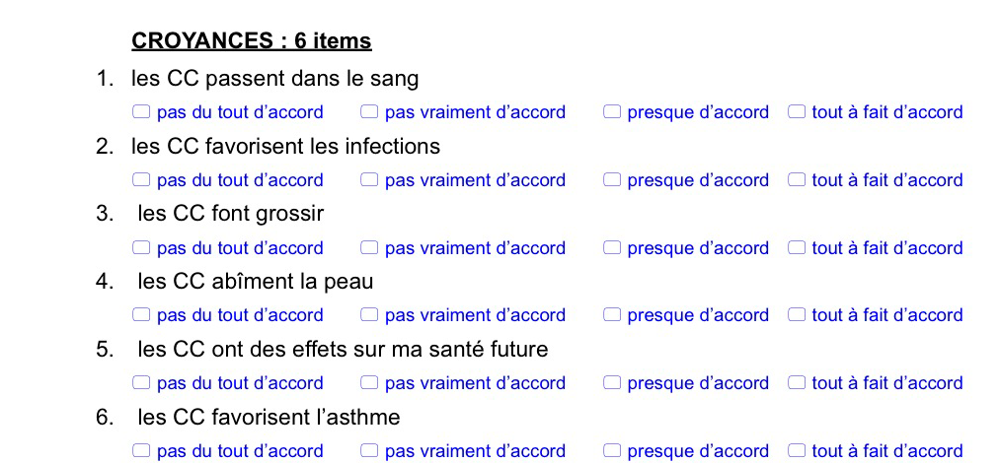 CROYANCES : 6 items
1. les CC passent dans le sang
pas du tout d’accord pas vraiment d’accord presque d’accord tout à fait d’accord
2. les CC favorisent les infections
pas du tout d’accord pas vraiment d’accord presque d’accord tout à fait d’accord
3. les CC font grossir
pas du tout d’accord pas vraiment d’accord presque d’accord tout à fait d’accord
4. les CC abîment la peau
pas du tout d’accord pas vraiment d’accord presque d’accord tout à fait d’accord
5. les CC ont des effets sur ma santé future
pas du tout d’accord pas vraiment d’accord presque d’accord tout à fait d’accord
6. les CC favorisent l’asthme
pas du tout d’accord pas vraiment d’accord presque d’accord tout à fait d’accord